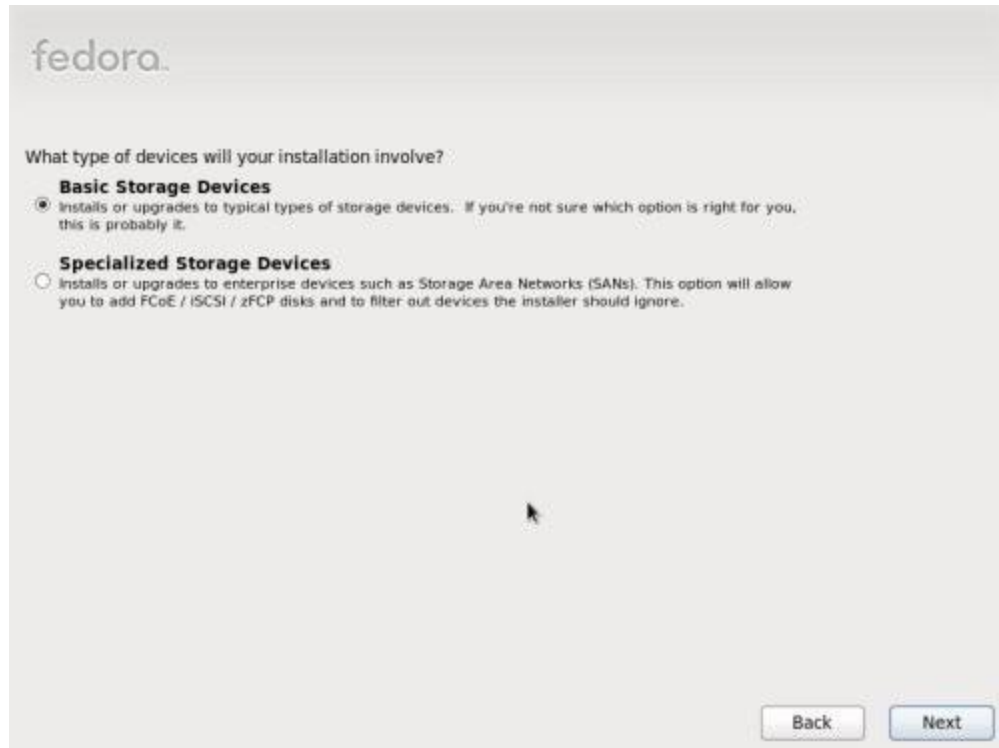 fedora™
What type of devices will your installation involve?
Basic Storage Devices
Installs or upgrades to typical types of storage devices. If you're not sure which option is right for you,
this is probably it.
Specialized Storage Devices
Installs or upgrades to enterprise devices such as Storage Area Networks (SANs). This option will allow
you to add FCoE / iSCSI / zFCP disks and to filter out devices the installer should ignore.
Back Next